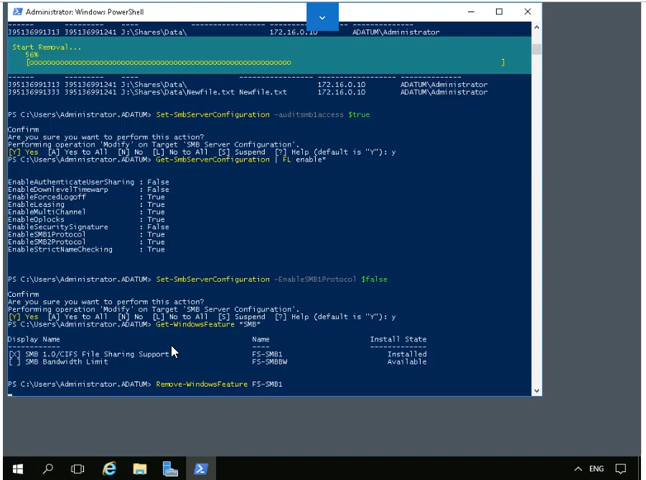 Administrator: Windows PowerShell
395136991313 395136991241 J:\Shares\Data\ 172.16.0.10 ADATUM\Administrator
Start Removal...
56%
[oooooooooooooooooooooooooooooooooooooooooooooooooooooooooo ]
395136991241 395136991241 J:\Shares\Data\ 172.16.0.10 ADATUM\Administrator
395136991333 395136991241 J:\Shares\Data\Newfile.txt Newfile.txt 172.16.0.10 ADATUM\Administrator
PS C:\Users\Administrator.ADATUM> Set-SmbServerConfiguration -auditsmb1access $true
Confirm
Are you sure you want to perform this action?
Performing operation 'Modify' on Target 'SMB Server Configuration'.
[Y] Yes [A] Yes to All [N] No [L] No to All [S] Suspend [?] Help (default is "Y"): y
PS C:\Users\Administrator.ADATUM> Get-SmbServerConfiguration | FL enable*
EnableAuthenticateUserSharing : False
EnableDownlevelTimewarp : False
EnableForcedLogoff : True
EnableLeasing : True
EnableMultiChannel : True
EnableOplocks : True
EnableSecuritySignature : False
EnableSMB1Protocol : True
EnableSMB2Protocol : True
EnableStrictNameChecking : True
PS C:\Users\Administrator.ADATUM> Set-SmbServerConfiguration -EnableSMB1Protocol $false
Confirm
Are you sure you want to perform this action?
Performing operation 'Modify' on Target 'SMB Server Configuration'.
[Y] Yes [A] Yes to All [N] No [L] No to All [S] Suspend [?] Help (default is "Y"): y
PS C:\Users\Administrator.ADATUM> Get-WindowsFeature *SMB*
Display Name Name Install State
[X] SMB 1.0/CIFS File Sharing Support FS-SMB1 Installed
[ ] SMB Bandwidth Limit FS-SMBBW Available
PS C:\Users\Administrator.ADATUM> Remove-WindowsFeature FS-SMB1
ENG